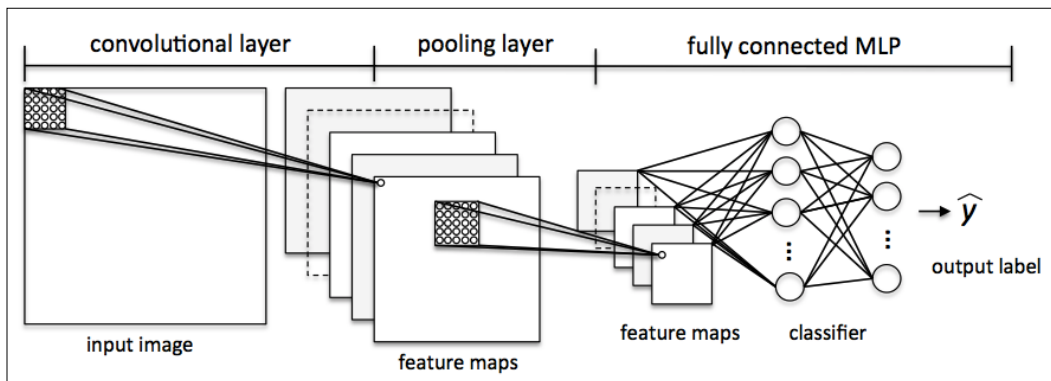 convolutional layer
pooling layer
fully connected MLP
input image
feature maps
feature maps
classifier
ŷ
output label